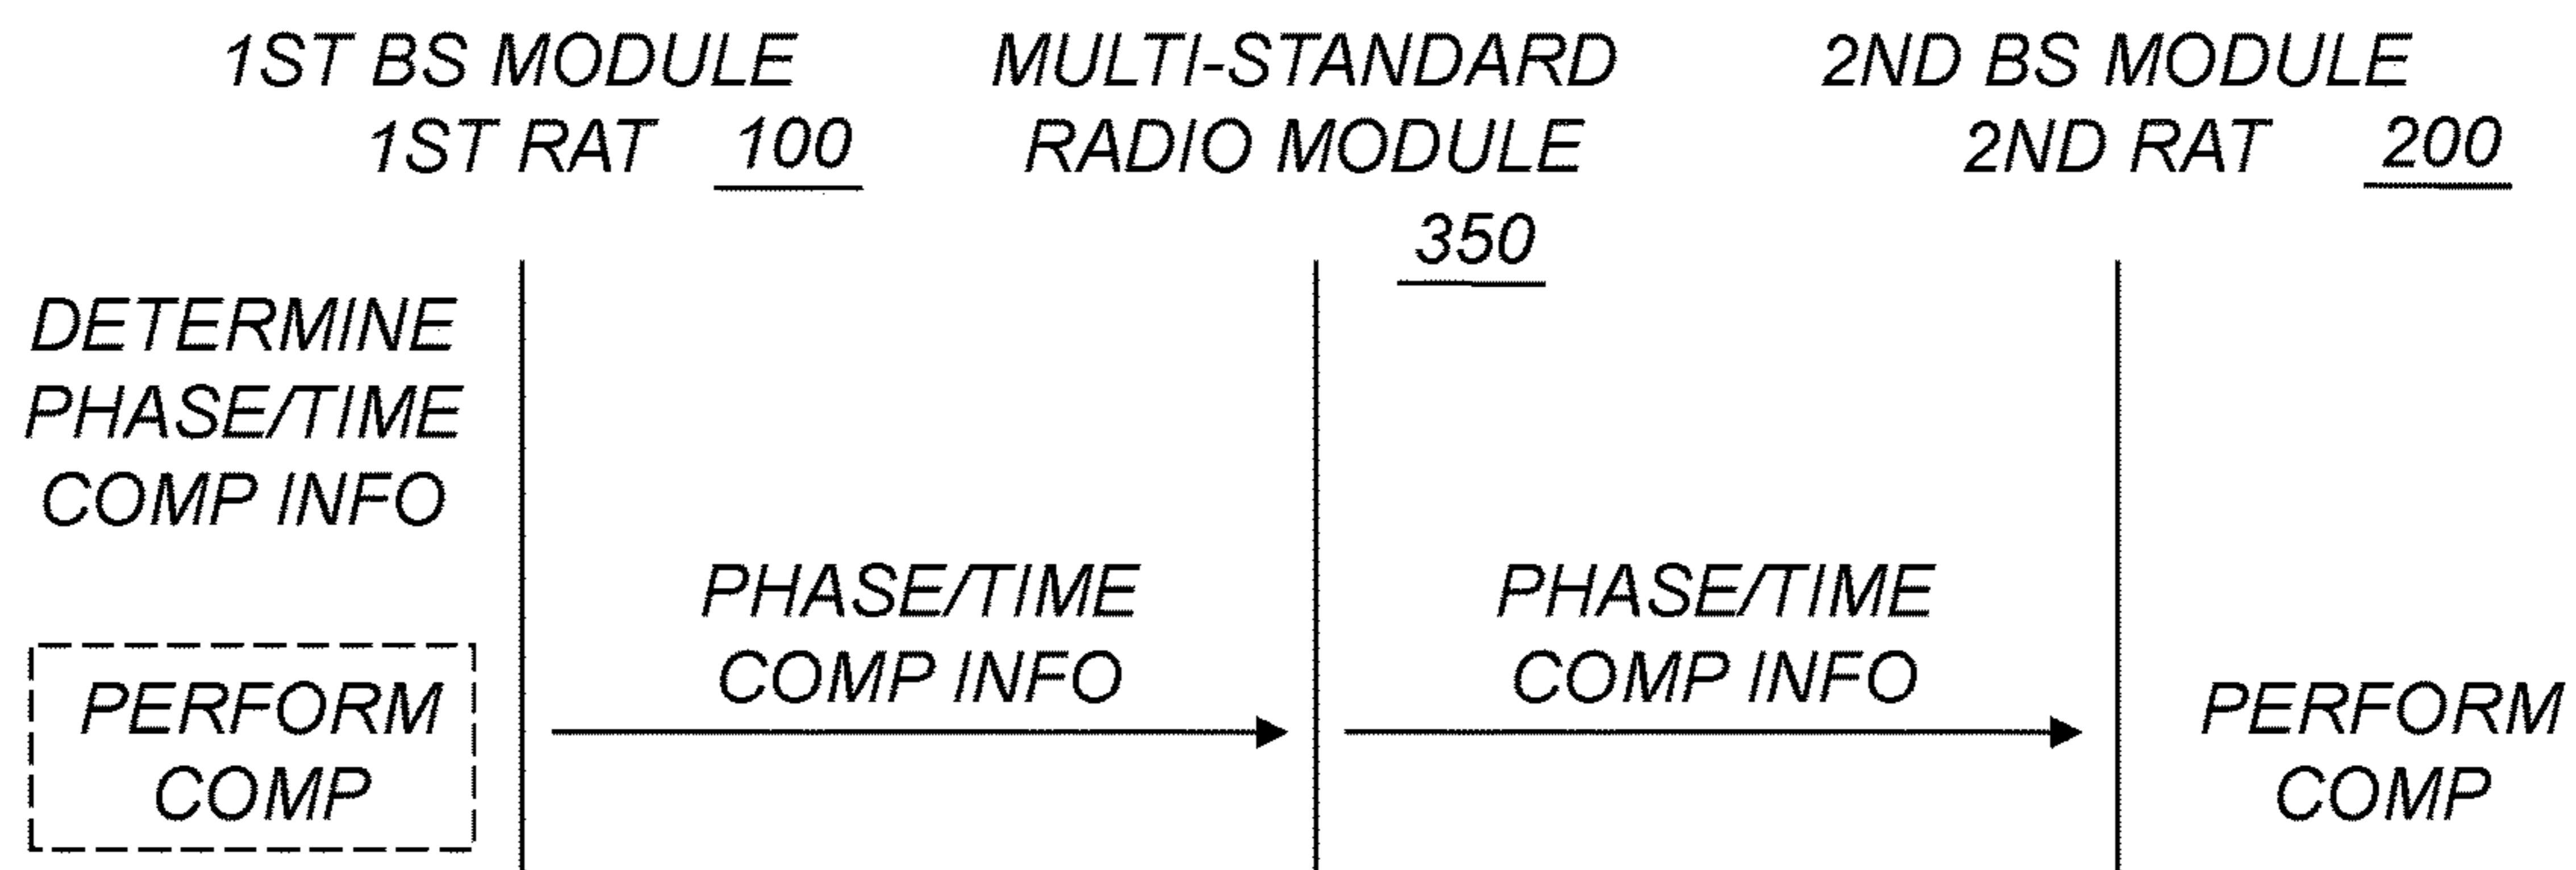 1ST BS MODULE
1ST RAT 100
MULTI-STANDARD
RADIO MODULE
350
2ND BS MODULE
2ND RAT 200
DETERMINE
PHASE/TIME
COMP INFO
PERFORM
COMP
PHASE/TIME
COMP INFO
PHASE/TIME
COMP INFO
PERFORM
COMP